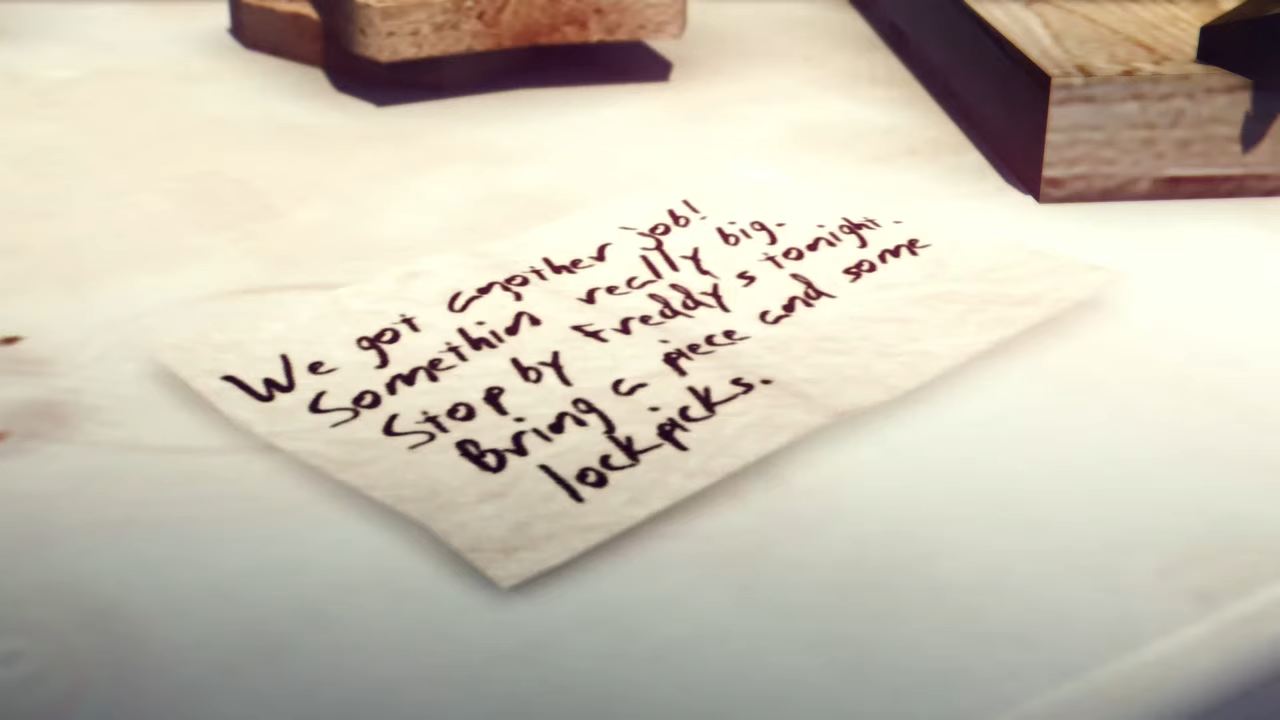 We got another job!
Somethin really big.
Stop by Freddy's tonight.
Bring a piece and some
lockpicks.